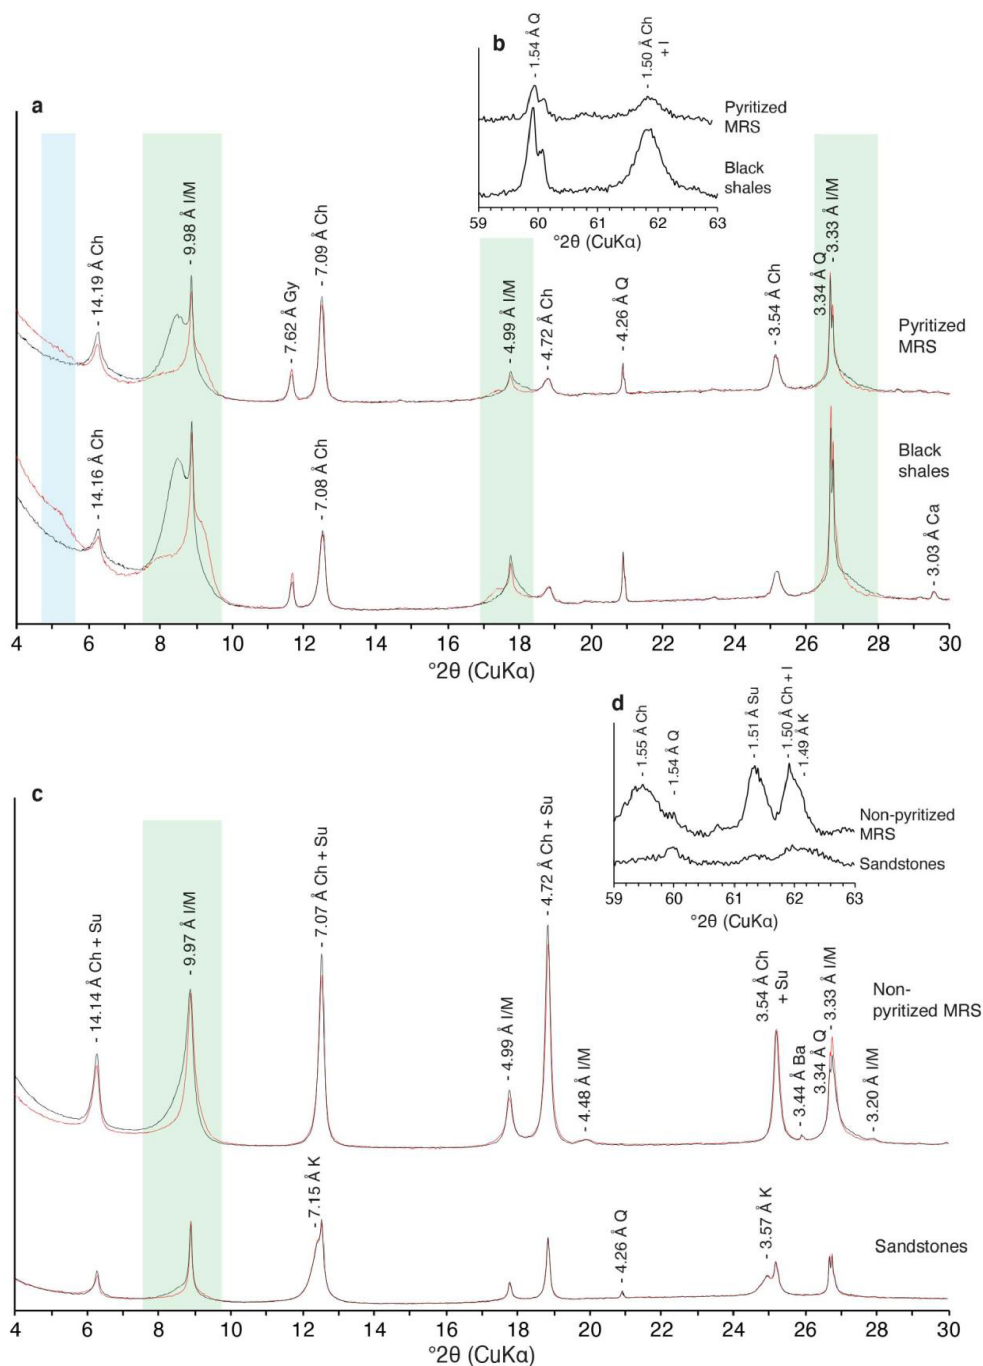 b
- 1.54 Å Q
- 1.50 Å Ch
+ I
Pyritized
MRS
Black
shales
59 60 61 62 63
°2θ (CuKα)
a
- 14.19 Å Ch
- 9.98 Å I/M
- 7.62 Å Gy
- 7.09 Å Ch
- 4.99 Å I/M
- 4.72 Å Ch
- 4.26 Å Q
- 3.54 Å Ch
3.34 Å Q
- 3.33 Å I/M
Pyritized
MRS
- 14.16 Å Ch
- 7.08 Å Ch
Black
shales
- 3.03 Å Ca
4 6 8 10 12 14 16 18 20 22 24 26 28 30
°2θ (CuKα)
d
- 1.55 Å Ch
- 1.54 Å Q
- 1.51 Å Su
- 1.50 Å Ch + I
- 1.49 Å K
Non-pyritized
MRS
Sandstones
59 60 61 62 63
°2θ (CuKα)
c
- 14.14 Å Ch + Su
- 9.97 Å I/M
- 7.07 Å Ch + Su
- 4.99 Å I/M
- 4.72 Å Ch + Su
- 4.48 Å I/M
3.54 Å Ch
+ Su
- 3.44 Å Ba
3.34 Å Q
- 3.33 Å I/M
- 3.20 Å I/M
Non-
pyritized MRS
- 7.15 Å K
- 4.26 Å Q
- 3.57 Å K
Sandstones
4 6 8 10 12 14 16 18 20 22 24 26 28 30
°2θ (CuKα)